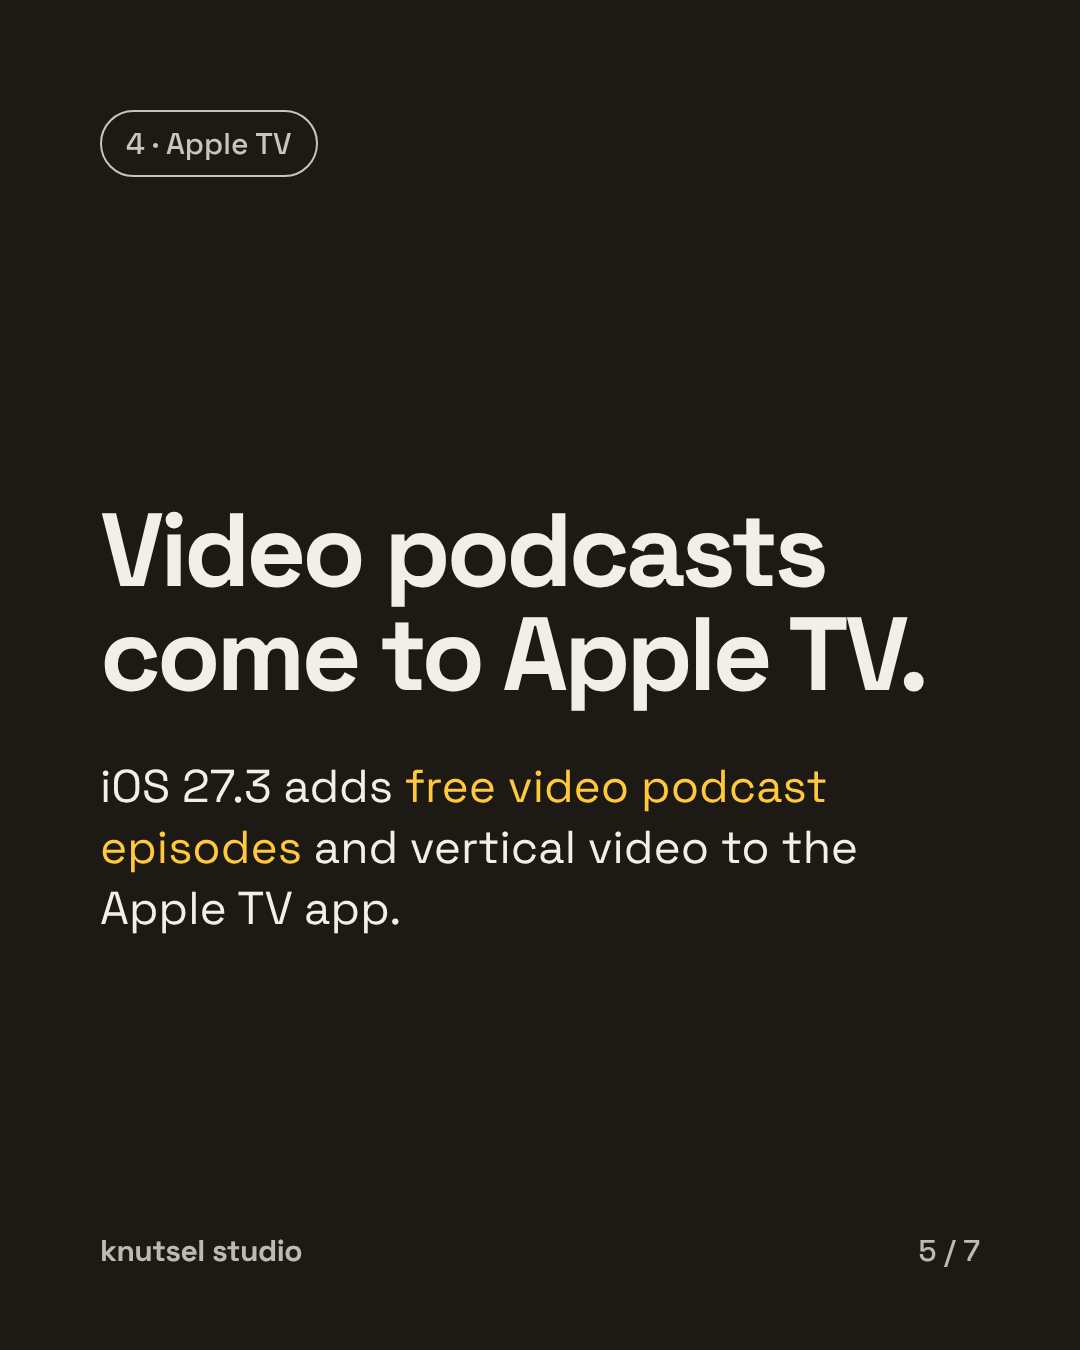 4 · Apple TV
Video podcasts
come to Apple TV.
iOS 27.3 adds free video podcast
episodes and vertical video to the
Apple TV app.
knutsel studio
5 / 7